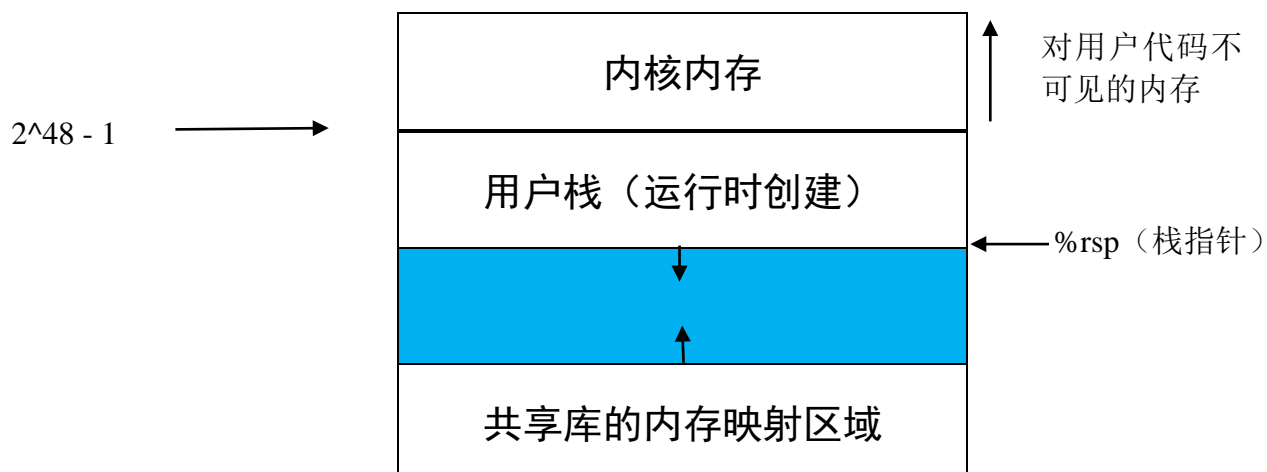 内核内存
对用户代码不
可见的内存
2^48 - 1
用户栈（运行时创建）
%rsp（栈指针）
共享库的内存映射区域